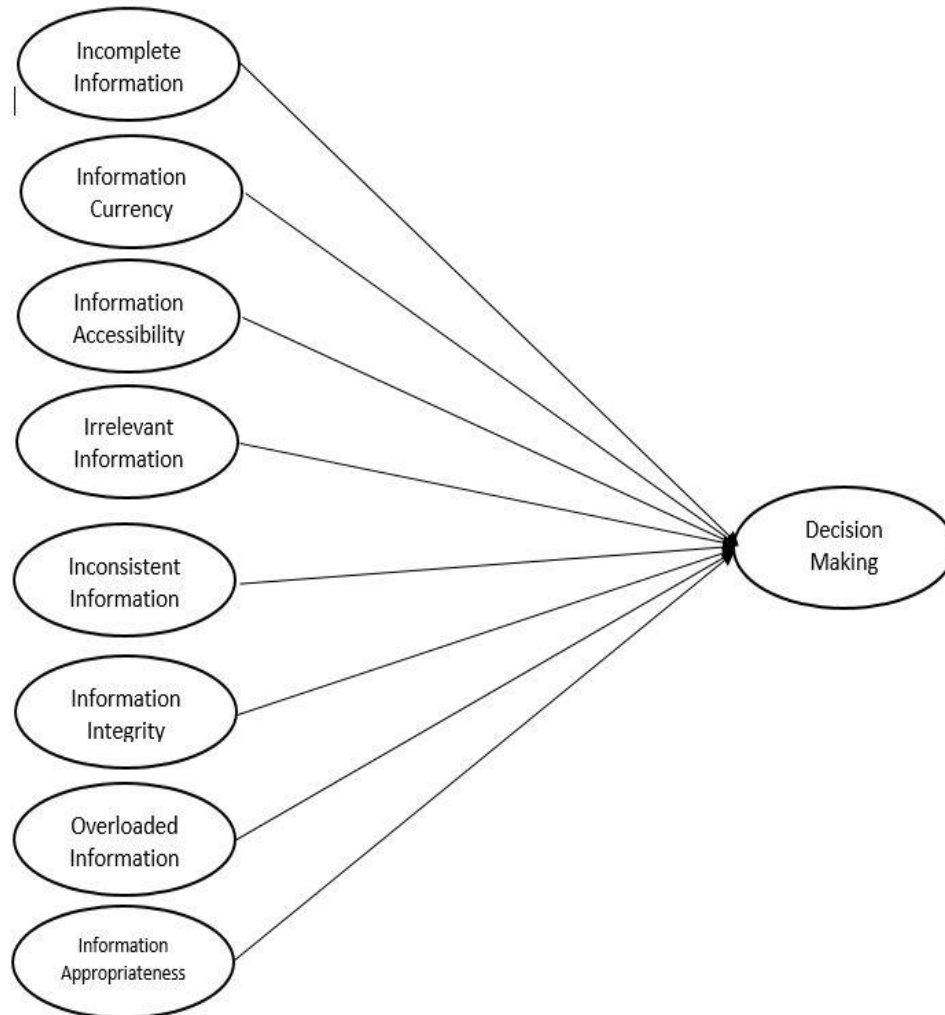 Incomplete
Information
Information
Currency
Information
Accessibility
Irrelevant
Information
Inconsistent
Information
Information
Integrity
Overloaded
Information
Information
Appropriateness
Decision
Making